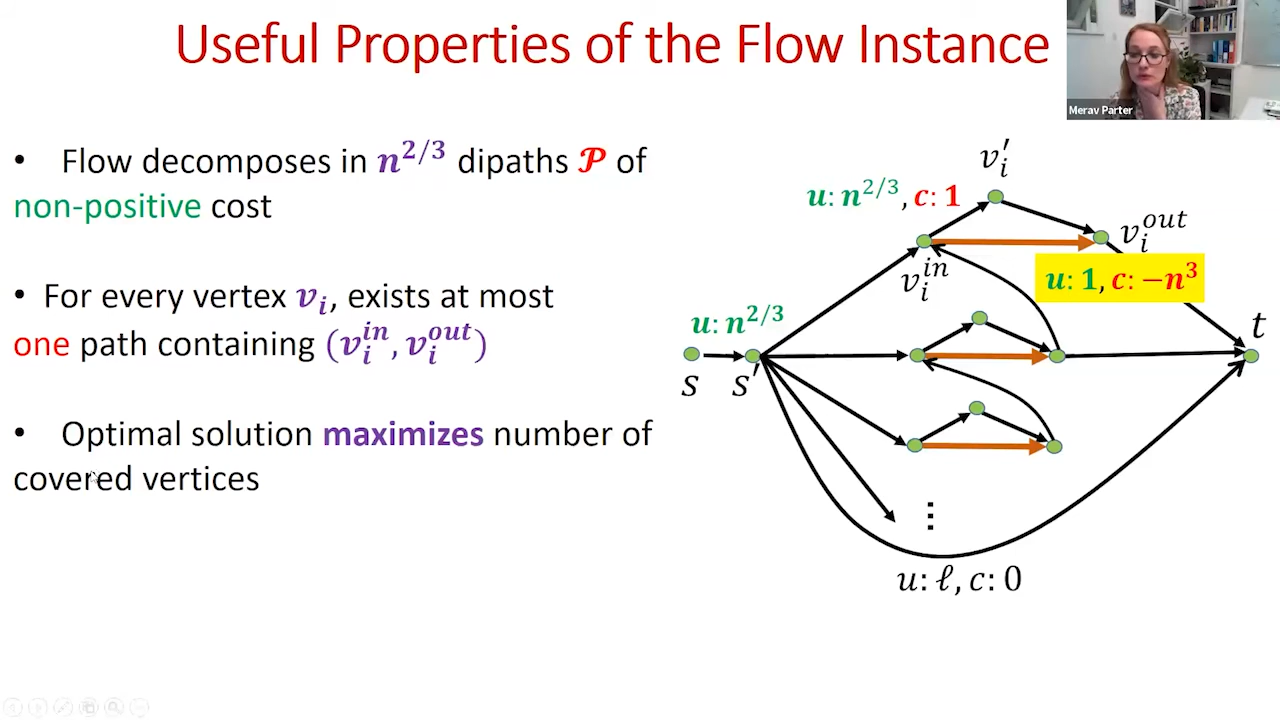 Useful Properties of the Flow Instance
Merav Parter
• Flow decomposes in n^{2/3} dipaths 𝒫 of
non-positive cost
• For every vertex v_i, exists at most
one path containing (v_i^{in}, v_i^{out})
• Optimal solution maximizes number of
covered vertices
v_i'
u: n^{2/3}, c: 1
v_i^{out}
v_i^{in}
u: 1, c: −n^3
u: n^{2/3}
t
s
s'
⋮
u: ℓ, c: 0